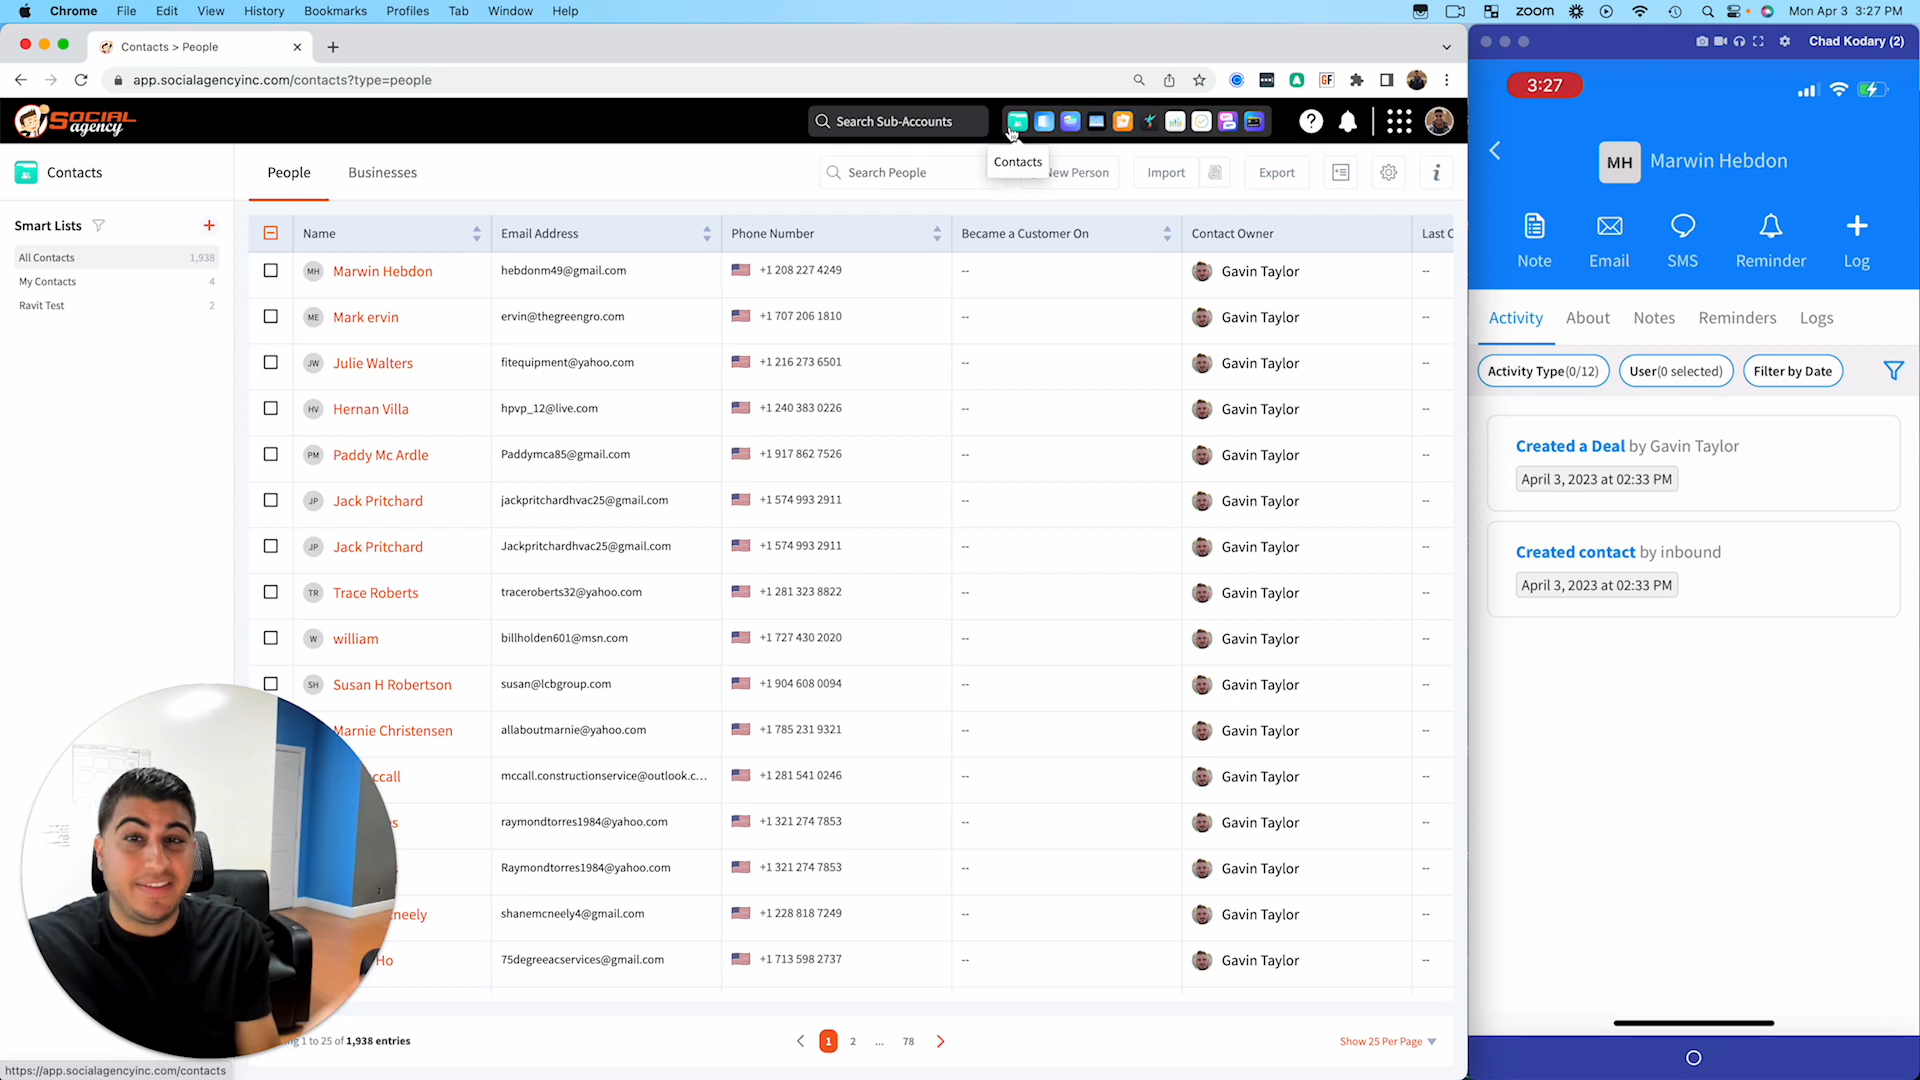 Chrome File Edit View History Bookmarks Profiles Tab Window Help
zoom Mon Apr 3 3:27 PM
Contacts > People
app.socialagencyinc.com/contacts?type=people
SOCIAL
agency
Search Sub-Accounts
Contacts
Contacts
People Businesses
Search People
New Person
Import
Export
Smart Lists
All Contacts 1,938
My Contacts 4
Ravit Test 2
Name Email Address Phone Number Became a Customer On Contact Owner Last C
MH Marwin Hebdon hebdonm49@gmail.com +1 208 227 4249 -- Gavin Taylor --
ME Mark ervin ervin@thegreengro.com +1 707 206 1810 -- Gavin Taylor --
JW Julie Walters fitequipment@yahoo.com +1 216 273 6501 -- Gavin Taylor --
HV Hernan Villa hpvp_12@live.com +1 240 383 0226 -- Gavin Taylor --
PM Paddy Mc Ardle Paddymca85@gmail.com +1 917 862 7526 -- Gavin Taylor --
JP Jack Pritchard jackpritchardhvac25@gmail.com +1 574 993 2911 -- Gavin Taylor --
JP Jack Pritchard Jackpritchardhvac25@gmail.com +1 574 993 2911 -- Gavin Taylor --
TR Trace Roberts traceroberts32@yahoo.com +1 281 323 8822 -- Gavin Taylor --
W william billholden601@msn.com +1 727 430 2020 -- Gavin Taylor --
SH Susan H Robertson susan@lcbgroup.com +1 904 608 0094 -- Gavin Taylor --
Marnie Christensen allaboutmarnie@yahoo.com +1 785 231 9321 -- Gavin Taylor --
ccall mccall.constructionservice@outlook.c... +1 281 541 0246 -- Gavin Taylor --
s raymondtorres1984@yahoo.com +1 321 274 7853 -- Gavin Taylor --
Raymondtorres1984@yahoo.com +1 321 274 7853 -- Gavin Taylor --
neely shanemcneely4@gmail.com +1 228 818 7249 -- Gavin Taylor --
Ho 75degreeacservices@gmail.com +1 713 598 2737 -- Gavin Taylor --
ng 1 to 25 of 1,938 entries
1 2 ... 78
Show 25 Per Page
https://app.socialagencyinc.com/contacts
Chad Kodary (2)
3:27
MH Marwin Hebdon
Note Email SMS Reminder Log
Activity About Notes Reminders Logs
Activity Type(0/12) User(0 selected) Filter by Date
Created a Deal by Gavin Taylor
April 3, 2023 at 02:33 PM
Created contact by inbound
April 3, 2023 at 02:33 PM